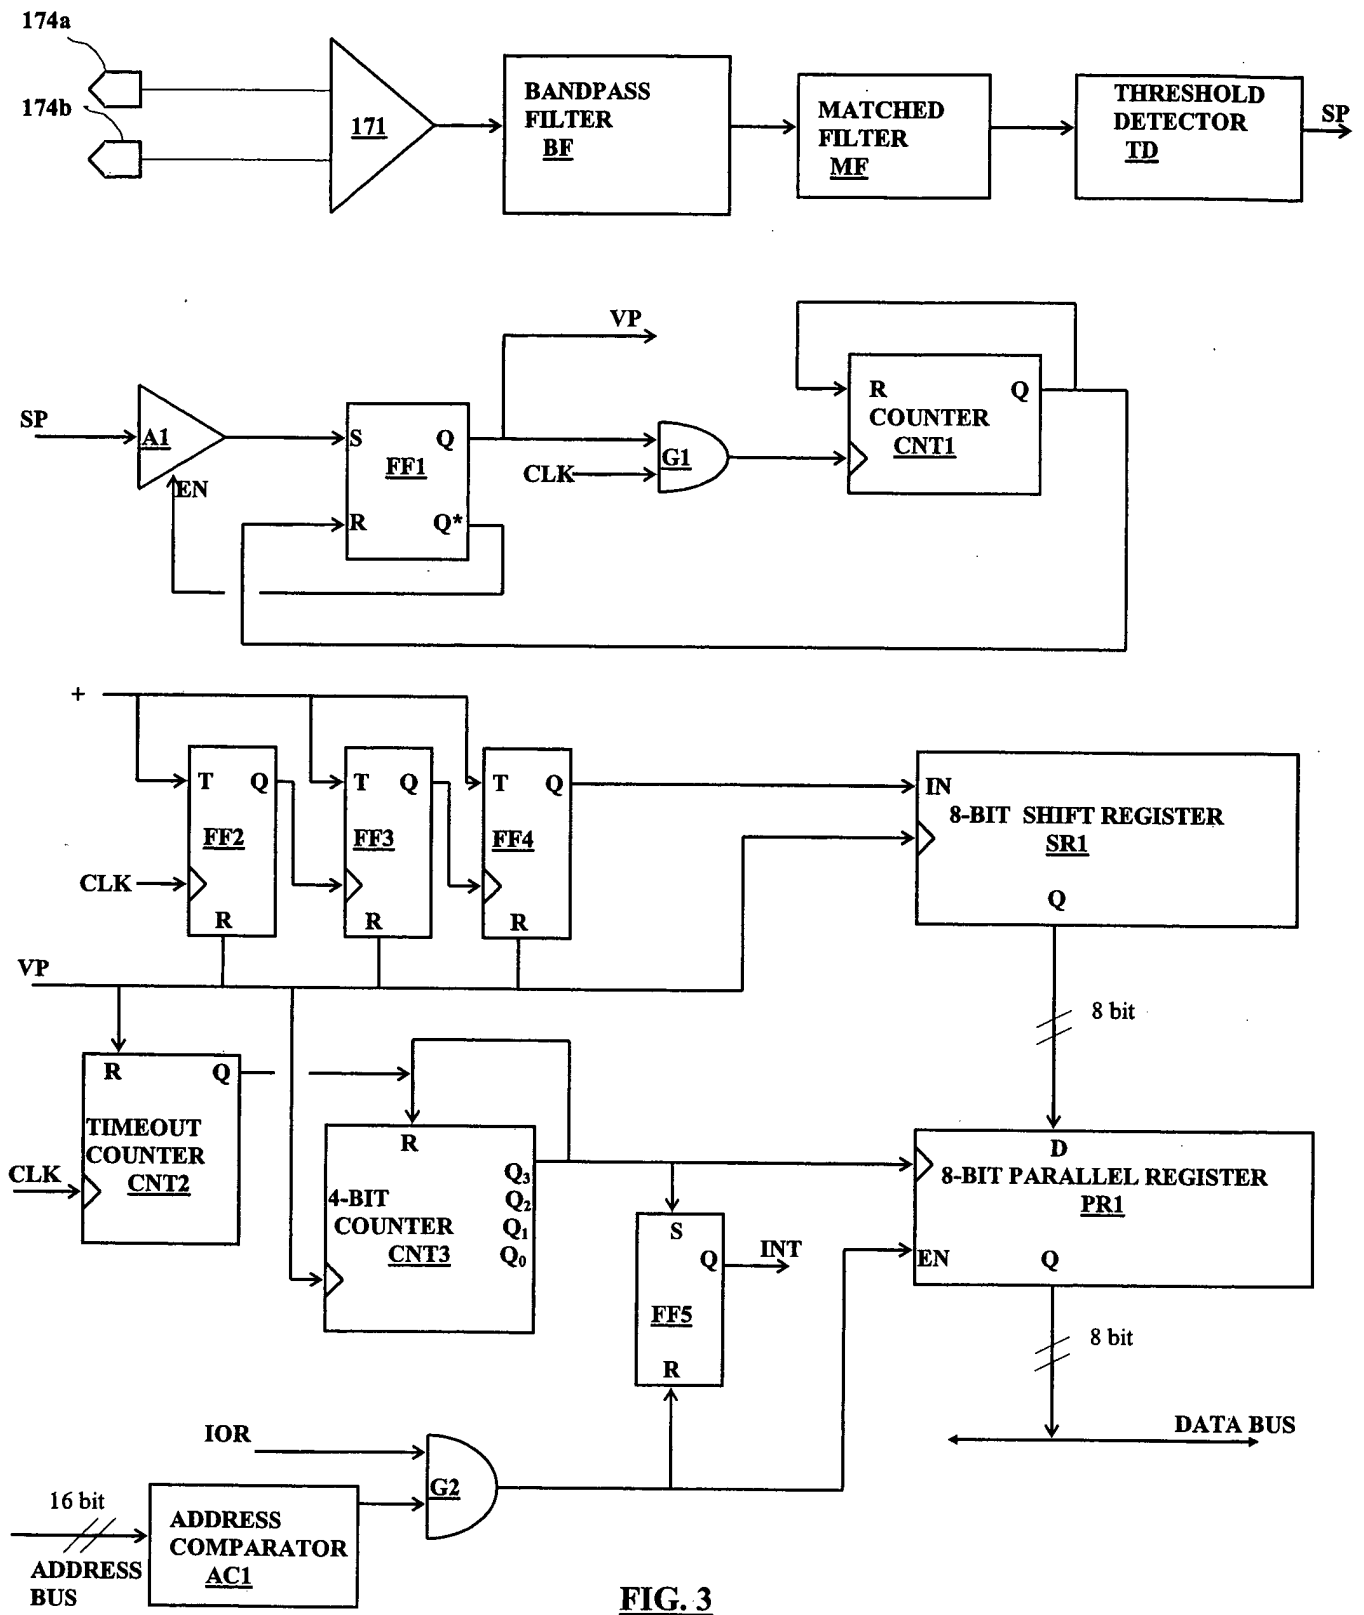 174a
174b
171
BANDPASS
FILTER
BF
MATCHED
FILTER
MF
THRESHOLD
DETECTOR
TD
SP
VP
SP
A1
EN
S
Q
FF1
R
Q*
CLK
G1
R
Q
COUNTER
CNT1
+
T
Q
FF2
CLK
R
T
Q
FF3
R
T
Q
FF4
R
IN
8-BIT SHIFT REGISTER
SR1
Q
VP
8 bit
R
Q
TIMEOUT
COUNTER
CNT2
CLK
R
4-BIT
COUNTER
CNT3
Q3
Q2
Q1
Q0
S
Q
INT
FF5
R
D
8-BIT PARALLEL REGISTER
PR1
EN
Q
8 bit
DATA BUS
IOR
G2
16 bit
ADDRESS
BUS
ADDRESS
COMPARATOR
AC1
FIG. 3